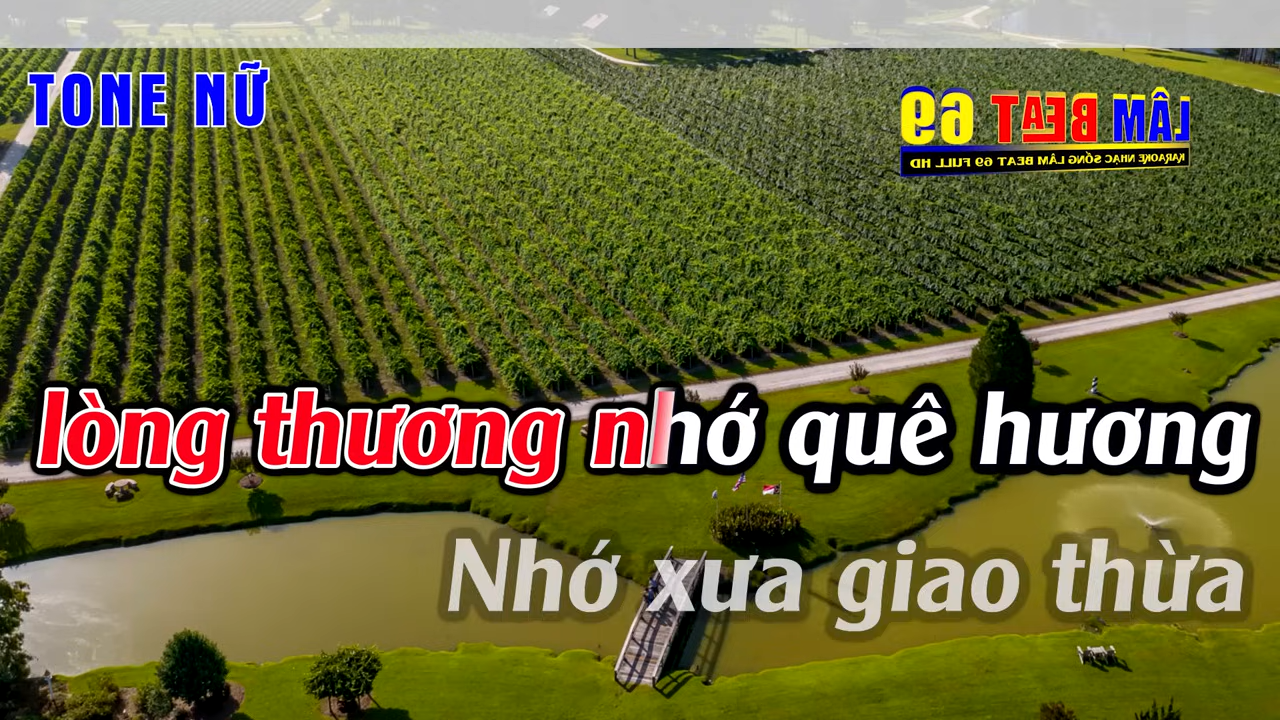 TONE NỮ
LÂM BEAT 69
KARAOKE NHẠC SỐNG LÂM BEAT 69 FULL HD
lòng thương nhớ quê hương
Nhớ xưa giao thừa